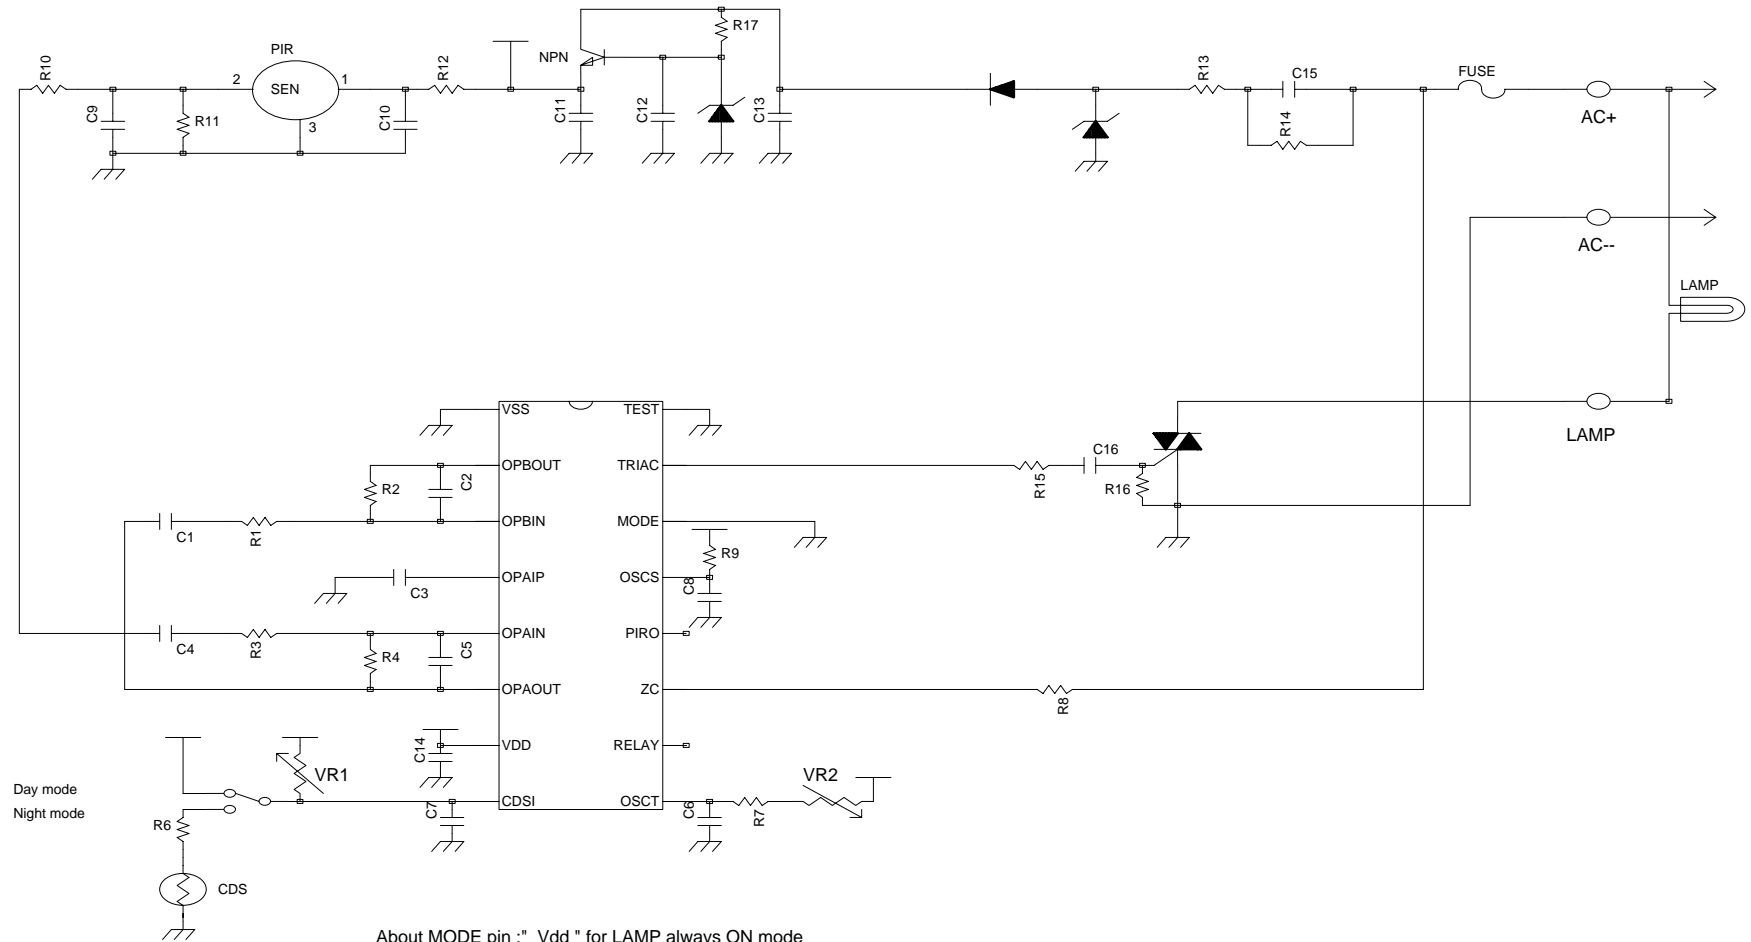 R17
PIR
NPN
R10
R12
R13
C15
FUSE
2
SEN
1
C9
R11
3
C10
C11
C12
C13
R14
AC+
AC--
LAMP
VSS
TEST
LAMP
OPBOUT
TRIAC
C16
R2
C2
R15
R16
C1
R1
OPBIN
MODE
R9
OPAIP
OSCS
C8
C3
OPAIN
PIRO
C4
R3
R4
C5
OPAOUT
ZC
R8
C14
VDD
RELAY
VR1
VR2
Day mode
Night mode
CDSI
OSCT
C7
C6
R7
R6
CDS
About MODE pin :" Vdd " for LAMP always ON mode